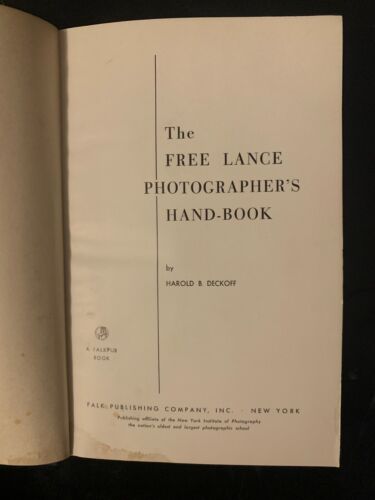 The
FREE LANCE
PHOTOGRAPHER'S
HAND-BOOK
by
HAROLD B. DECKOFF
A FALKPUB
BOOK
FALK PUBLISHING COMPANY, INC. · NEW YORK
Publishing affiliate of the New York Institute of Photography
the nation's oldest and largest photographic school